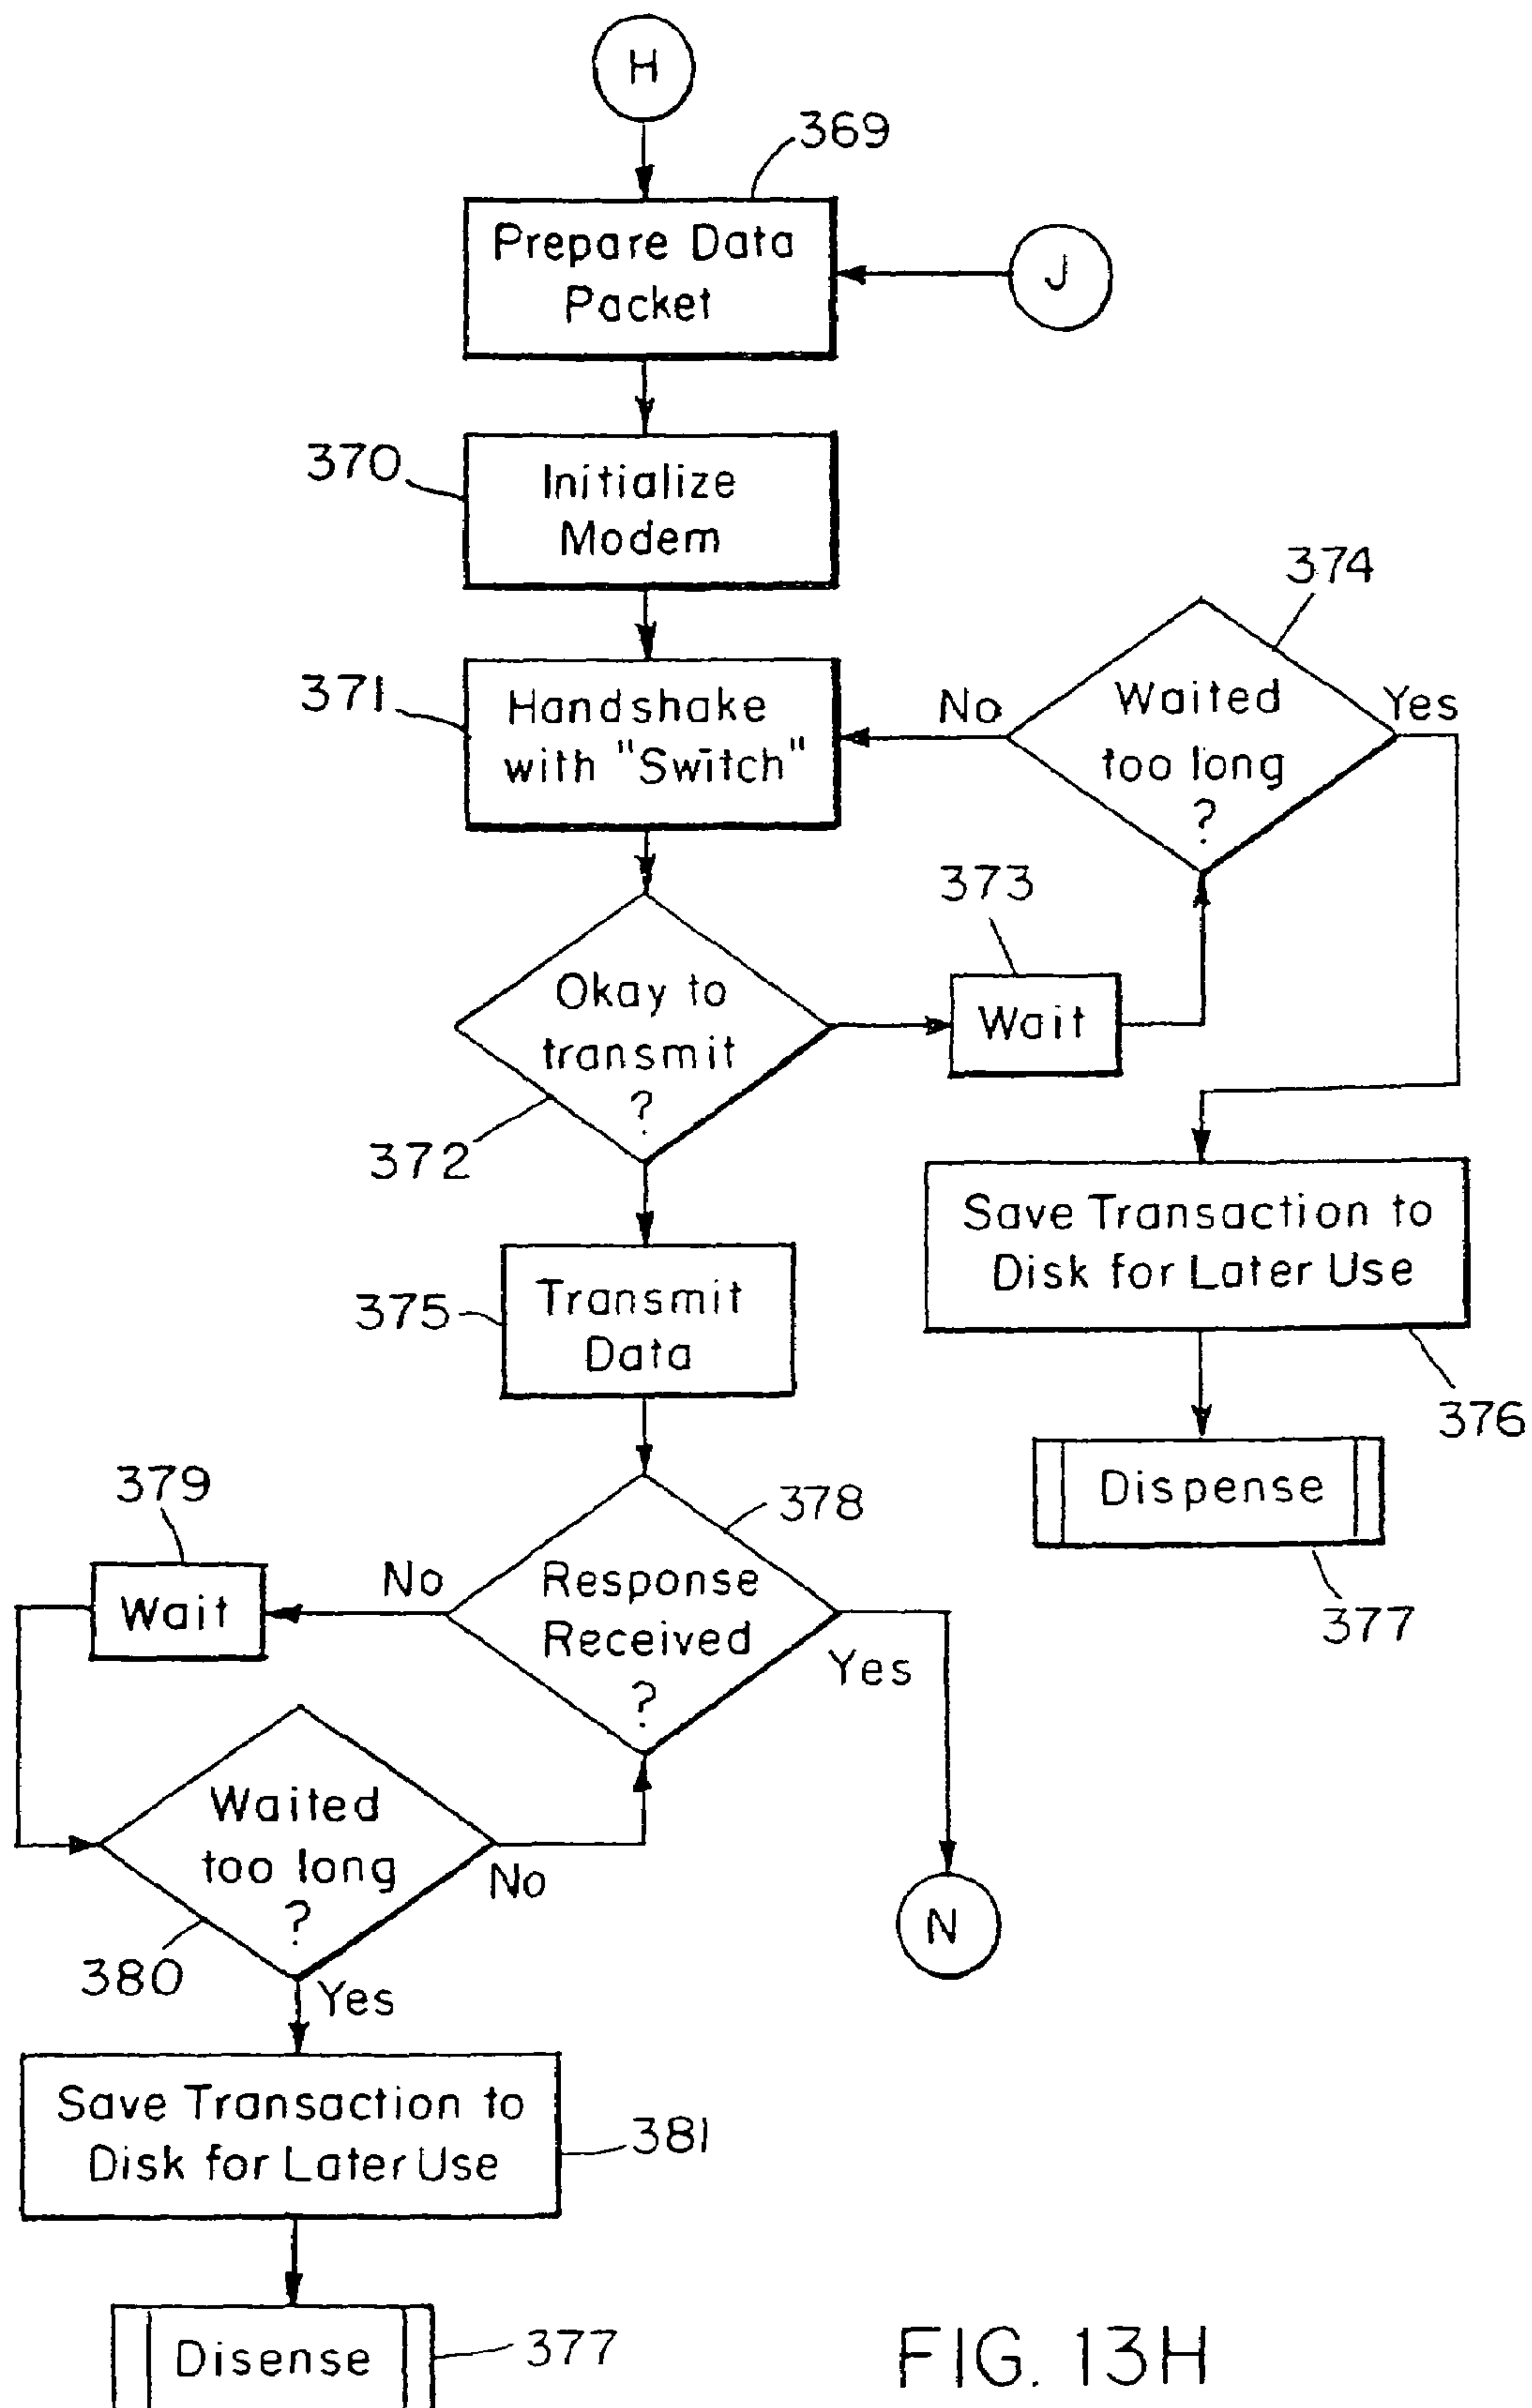 H
369
Prepare Data
Packet
J
370
Initialize
Modem
374
371
Handshake
with "Switch"
No
Waited
too long
?
Yes
373
Okay to
transmit
?
Wait
372
Save Transaction to
Disk for Later Use
375
Transmit
Data
376
379
378
Dispense
No
Response
Received
?
Wait
377
Yes
Waited
too long
?
No
N
380
Yes
Save Transaction to
Disk for Later Use
381
Disense
377
FIG. 13H